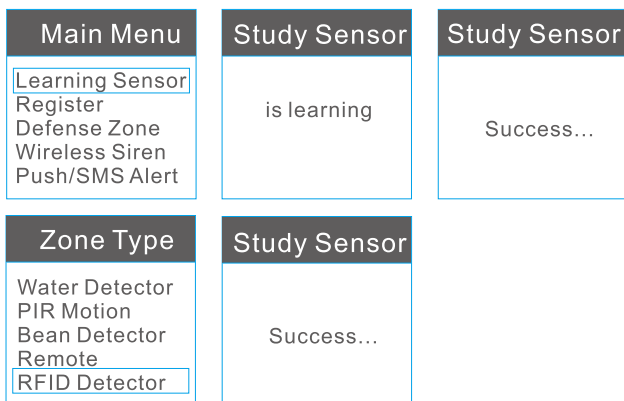 Main Menu
Learning Sensor
Register
Defense Zone
Wireless Siren
Push/SMS Alert
Study Sensor
is learning
Study Sensor
Success...
Zone Type
Water Detector
PIR Motion
Bean Detector
Remote
RFID Detector
Study Sensor
Success...